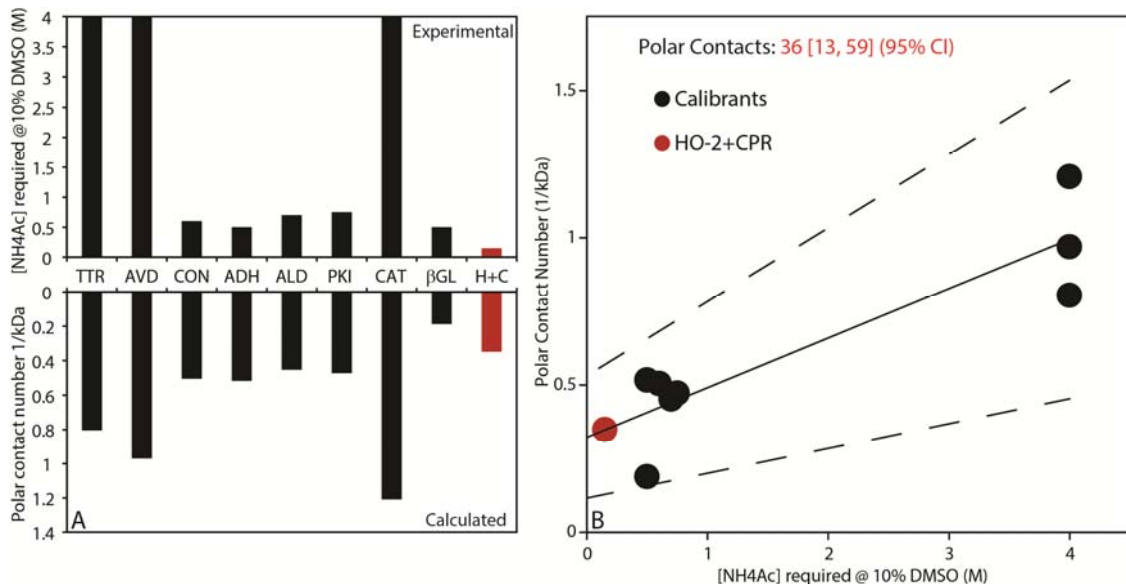 [NH4Ac] required @10% DMSO (M)
4
3.5
3
2.5
2
1.5
1
0.5
0
Experimental
TTR AVD CON ADH ALD PKI CAT βGL H+C
Polar contact number 1/kDa
0
0.2
0.4
0.6
0.8
1
1.2
1.4
A
Calculated
Polar Contact Number (1/kDa)
1.5
1
0.5
0
Polar Contacts: 36 [13, 59] (95% CI)
Calibrants
HO-2+CPR
B
0 1 2 3 4
[NH4Ac] required @ 10% DMSO (M)